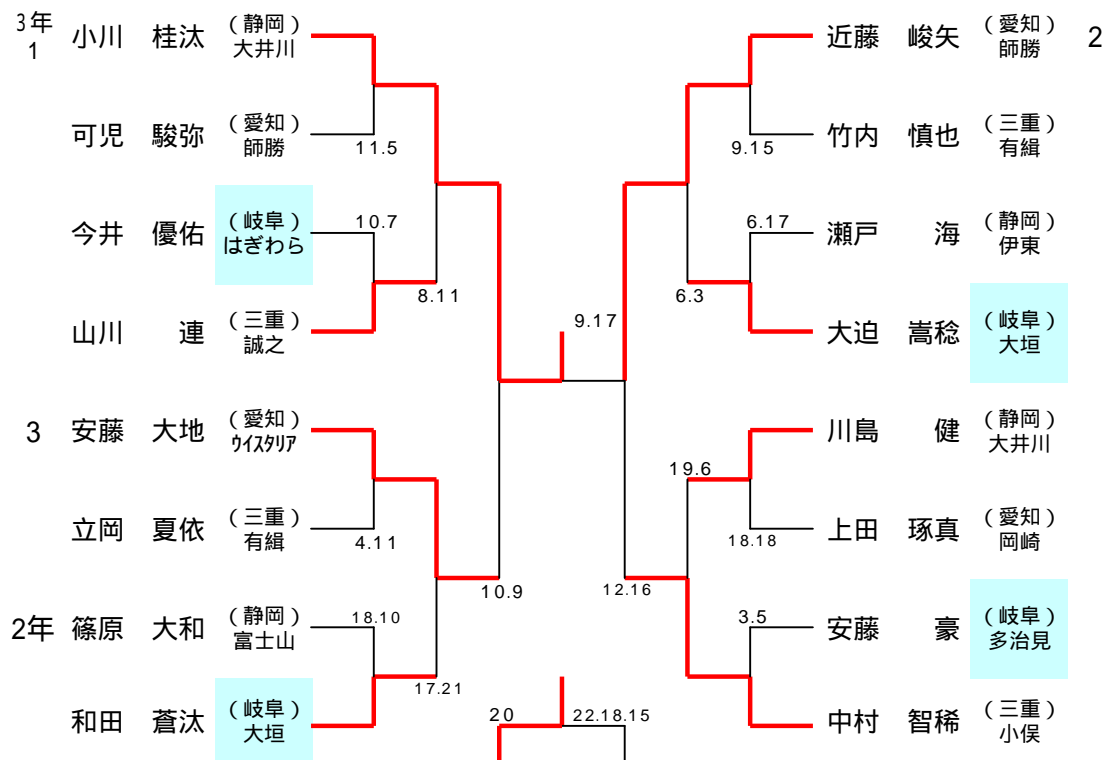 3年
1
小川 桂汰 (静岡)
大井川
可児 駿弥 (愛知)
師勝
11.5
今井 優佑 (岐阜)
はぎわら
10.7
8.11
山川 連 (三重)
誠之
3 安藤 大地 (愛知)
ウイスタリア
立岡 夏依 (三重)
有緝
4.11
10.9
2年 篠原 大和 (静岡)
富士山
18.10
17.21
和田 蒼汰 (岐阜)
大垣
9.17
20 22.18.15
近藤 峻矢 (愛知)
師勝
2
竹内 慎也 (三重)
有緝
9.15
瀬戸 海 (静岡)
伊東
6.17
6.3
大迫 嵩稔 (岐阜)
大垣
川島 健 (静岡)
大井川
19.6
上田 琢真 (愛知)
岡崎
18.18
12.16
安藤 豪 (岐阜)
多治見
3.5
中村 智稀 (三重)
小俣